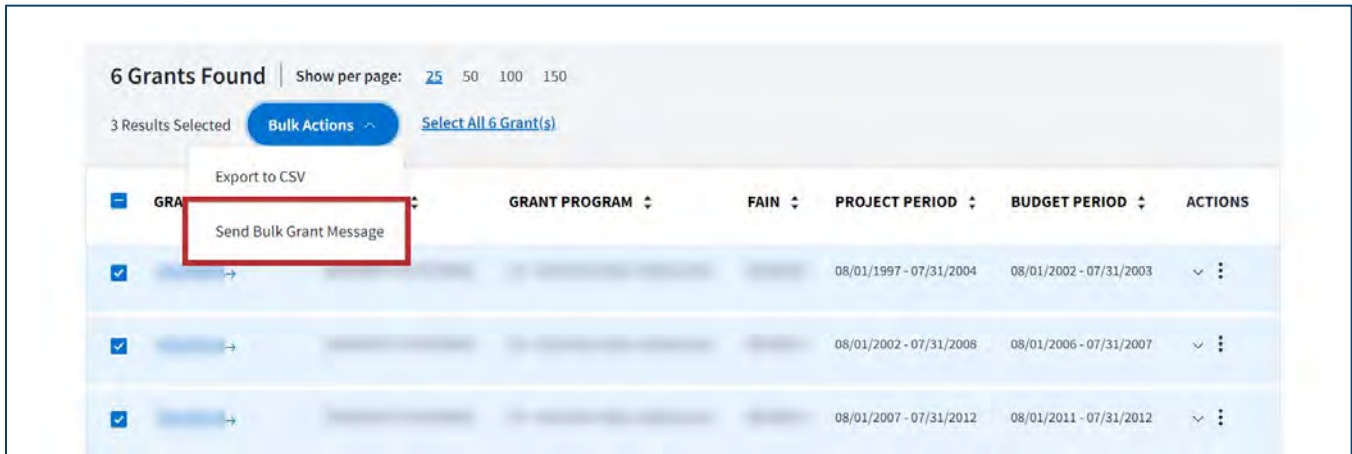 6 Grants Found Show per page: 25 50 100 150
3 Results Selected Bulk Actions Select All 6 Grant(s)
Export to CSV
GRA GRANT PROGRAM FAIN PROJECT PERIOD BUDGET PERIOD ACTIONS
Send Bulk Grant Message
08/01/1997 - 07/31/2004 08/01/2002 - 07/31/2003
08/01/2002 - 07/31/2008 08/01/2006 - 07/31/2007
08/01/2007 - 07/31/2012 08/01/2011 - 07/31/2012